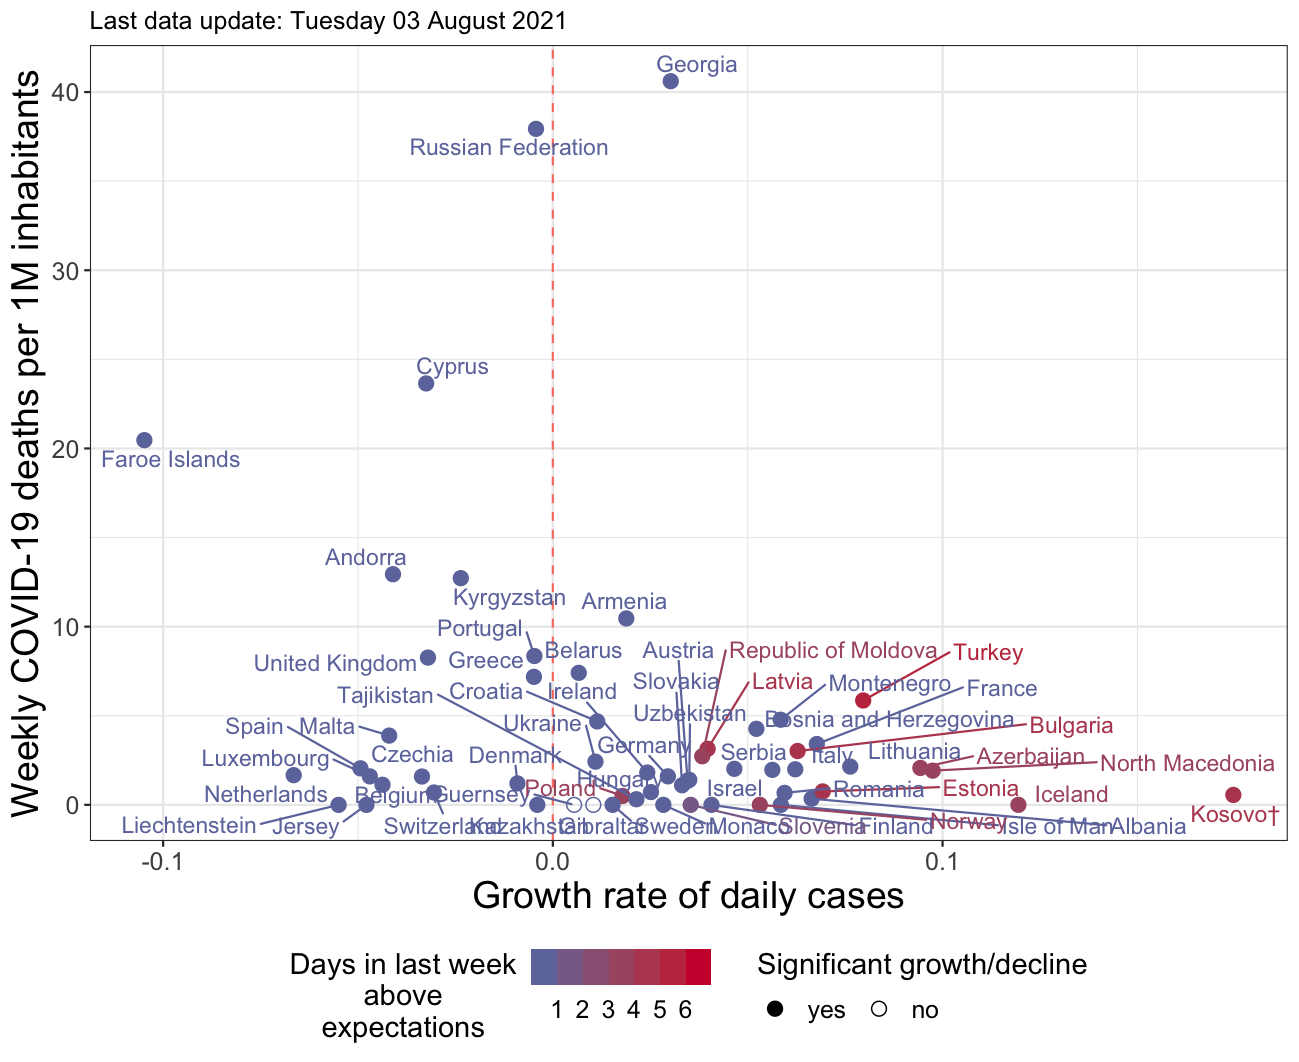 Last data update: Tuesday 03 August 2021
Weekly COVID-19 deaths per 1M inhabitants
40
30
20
10
0
Georgia
Russian Federation
Cyprus
Faroe Islands
Andorra
Kyrgyzstan
Armenia
Portugal
Belarus
Austria
Republic of Moldova
Turkey
United Kingdom
Greece
Slovakia
Latvia
Montenegro
France
Tajikistan
Croatia
Ireland
Uzbekistan
Bosnia and Herzegovina
Bulgaria
Spain
Malta
Ukraine
Germany
Serbia
Italy
Lithuania
Azerbaijan
North Macedonia
Luxembourg
Czechia
Denmark
Hungary
Poland
Israel
Romania
Estonia
Iceland
Netherlands
Belgium
Guernsey
Kosovo†
Liechtenstein
Jersey
Switzerland
Kazakhstan
Gibraltar
Sweden
Monaco
Slovenia
Finland
Norway
Isle of Man
Albania
-0.1
0.0
0.1
Growth rate of daily cases
Days in last week
above
expectations
1 2 3 4 5 6
Significant growth/decline
yes
no